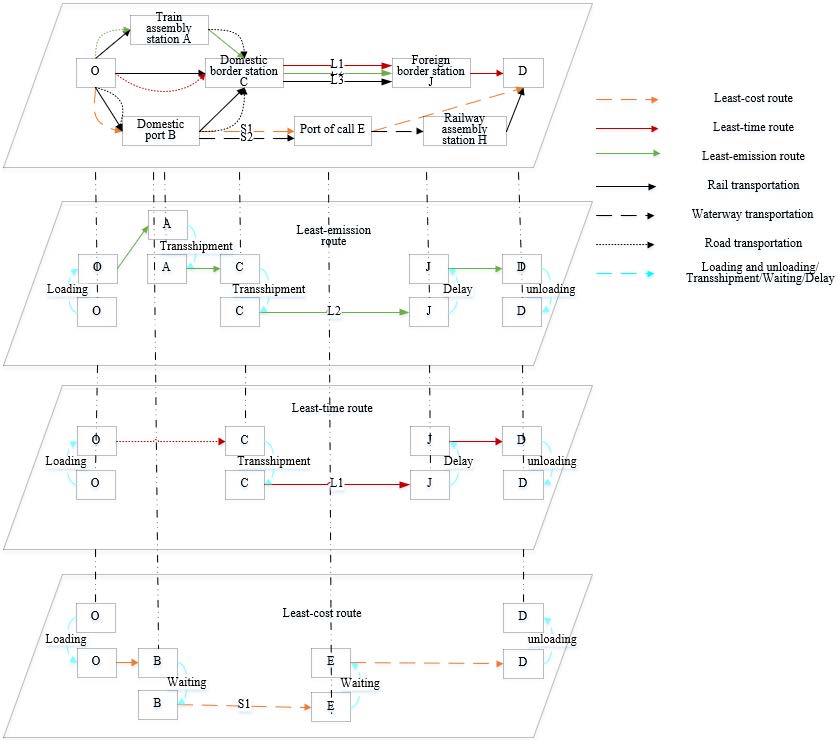 Train
assembly
station A
O
Domestic
border station
C
L1
L2
L3
Foreign
border station
J
D
Domestic
port B
S1
S2
Port of call E
Railway
assembly
station H
Least-cost route
Least-time route
Least-emission route
Rail transportation
Waterway transportation
Road transportation
Loading and unloading/
Transshipment/Waiting/Delay
A
Least-emission
route
Transshipment
O
A
C
J
D
Loading
Transshipment
Delay
unloading
O
C
L2
J
D
Least-time route
O
C
J
D
Loading
Transshipment
Delay
unloading
O
C
L1
J
D
O
Least-cost route
D
Loading
unloading
O
B
E
D
Waiting
Waiting
B
S1
E